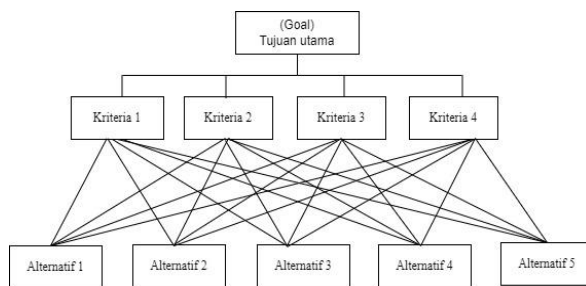 (Goal)
Tujuan utama
Kriteria 1
Kriteria 2
Kriteria 3
Kriteria 4
Alternatif 1
Alternatif 2
Alternatif 3
Alternatif 4
Alternatif 5